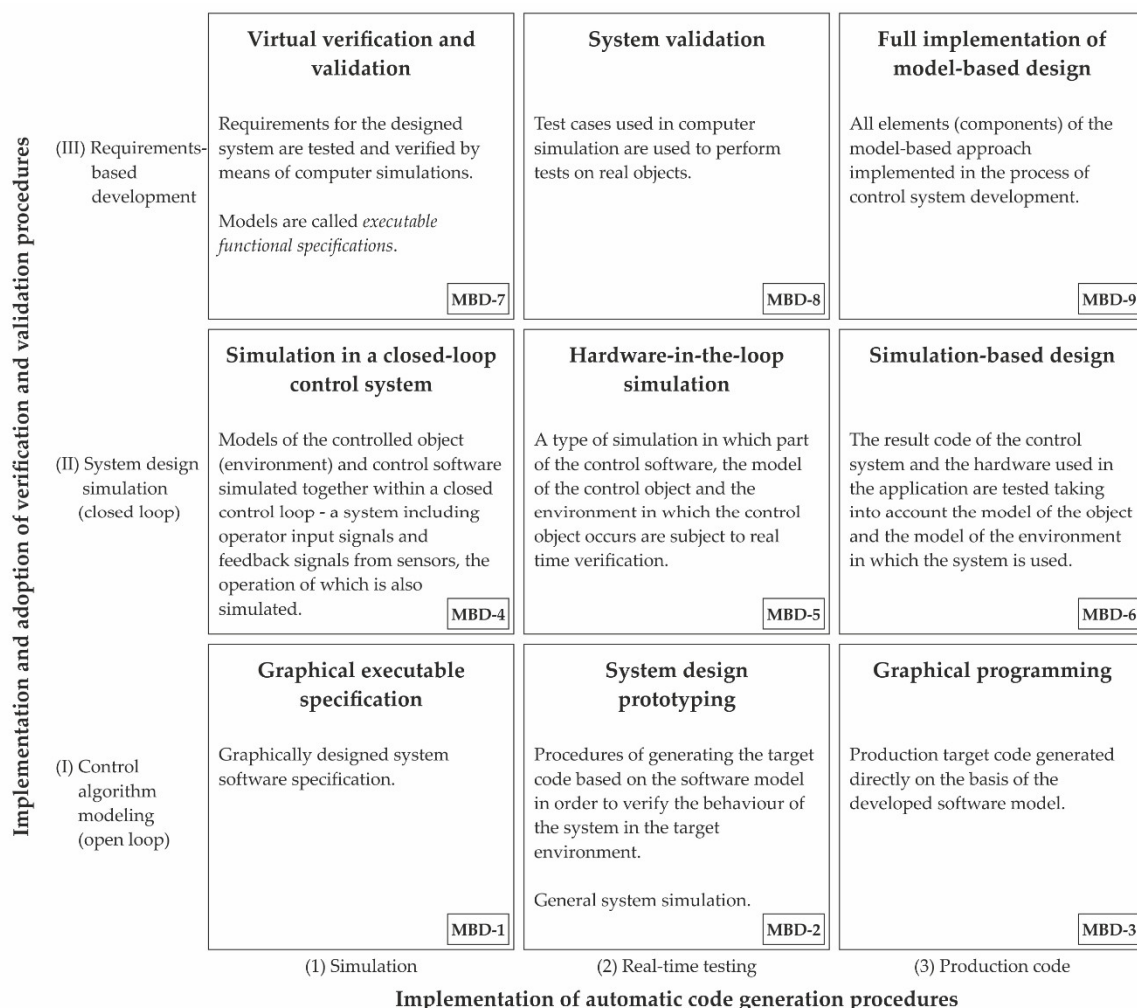 Implementation and adoption of verification and validation procedures
(III) Requirements-
based
development
Virtual verification and
validation
Requirements for the designed
system are tested and verified by
means of computer simulations.
Models are called executable
functional specifications.
MBD-7
System validation
Test cases used in computer
simulation are used to perform
tests on real objects.
MBD-8
Full implementation of
model-based design
All elements (components) of the
model-based approach
implemented in the process of
control system development.
MBD-9
(II) System design
simulation
(closed loop)
Simulation in a closed-loop
control system
Models of the controlled object
(environment) and control software
simulated together within a closed
control loop - a system including
operator input signals and
feedback signals from sensors, the
operation of which is also
simulated.
MBD-4
Hardware-in-the-loop
simulation
A type of simulation in which part
of the control software, the model
of the control object and the
environment in which the control
object occurs are subject to real
time verification.
MBD-5
Simulation-based design
The result code of the control
system and the hardware used in
the application are tested taking
into account the model of the object
and the model of the environment
in which the system is used.
MBD-6
(I) Control
algorithm
modeling
(open loop)
Graphical executable
specification
Graphically designed system
software specification.
MBD-1
System design
prototyping
Procedures of generating the target
code based on the software model
in order to verify the behaviour of
the system in the target
environment.
General system simulation.
MBD-2
Graphical programming
Production target code generated
directly on the basis of the
developed software model.
MBD-3
(1) Simulation
(2) Real-time testing
(3) Production code
Implementation of automatic code generation procedures